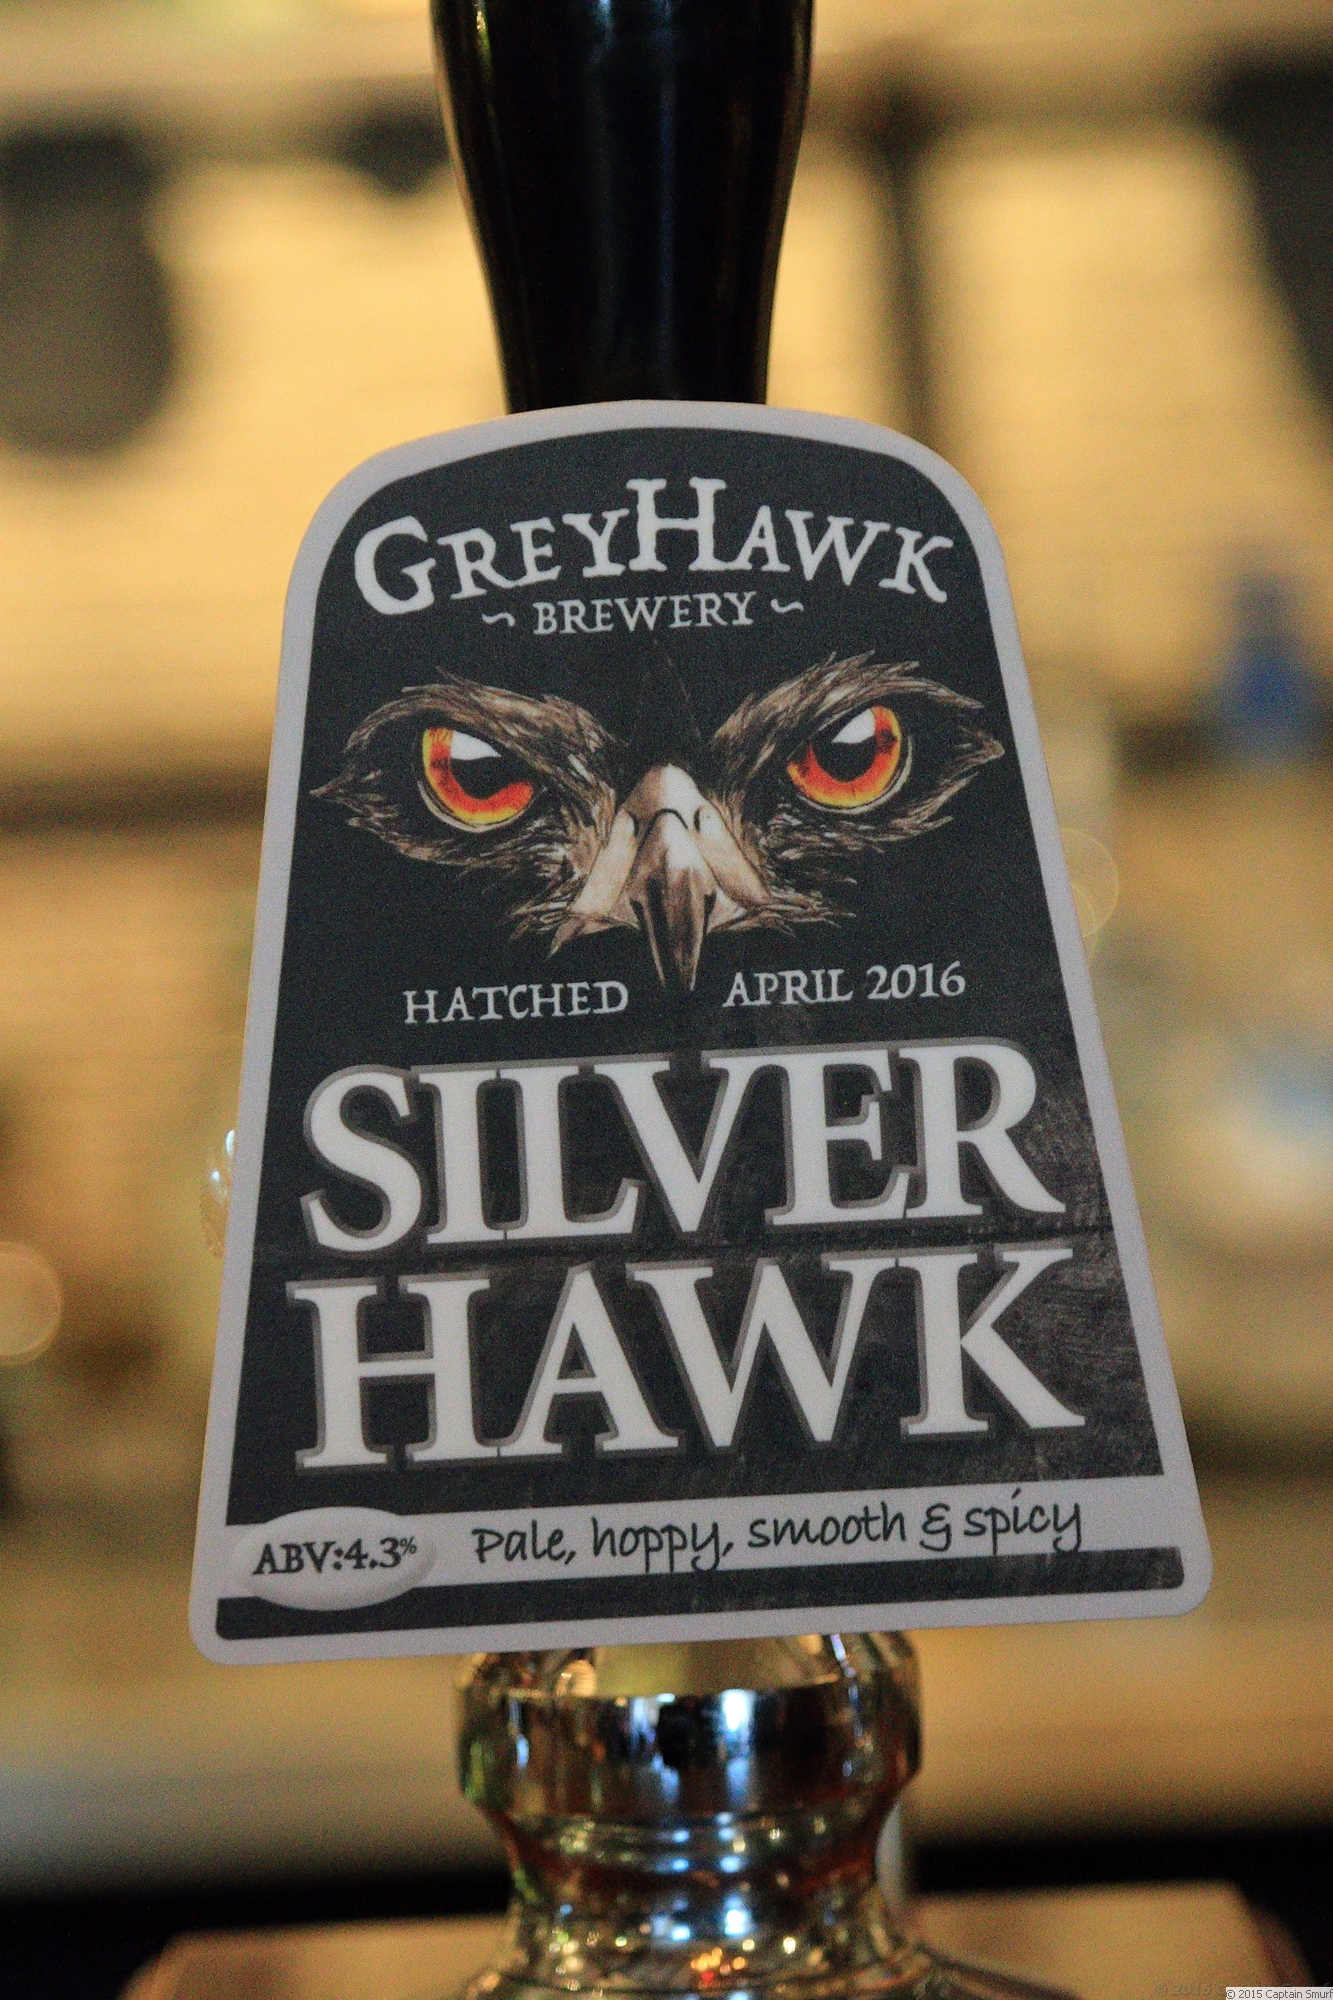 GREYHAWK
~ BREWERY ~
HATCHED APRIL 2016
SILVER
HAWK
ABV:4.3% Pale, hoppy, smooth & spicy
© 2015 Captain Smurf